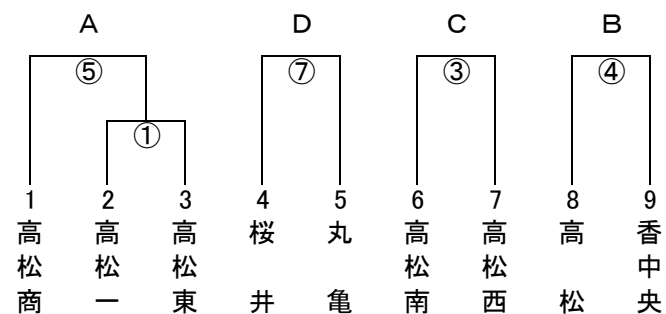 A D C B
⑤ ⑦ ③ ④
①
1 2 3 4 5 6 7 8 9
高松商
高松一
高松東
桜井
丸亀
高松南
高松西
高松
香中央